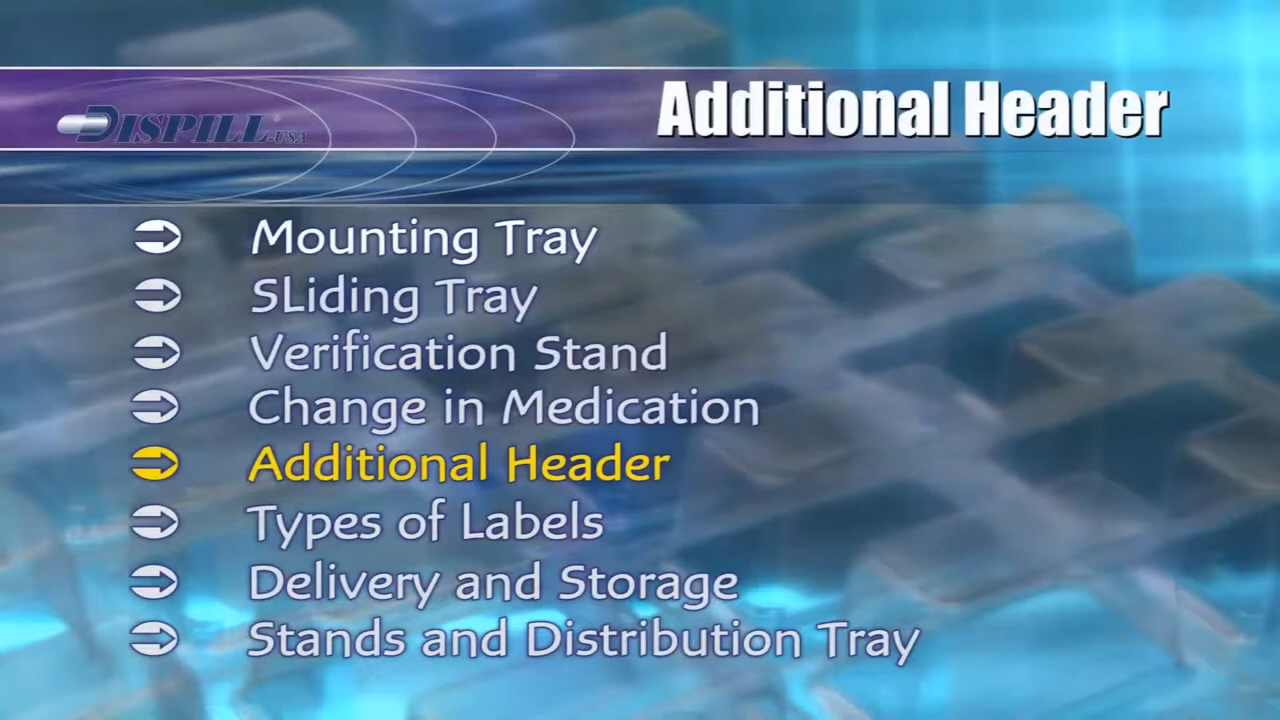 Additional Header
DISPILL®-USA
Mounting Tray
SLiding Tray
Verification Stand
Change in Medication
Additional Header
Types of Labels
Delivery and Storage
Stands and Distribution Tray